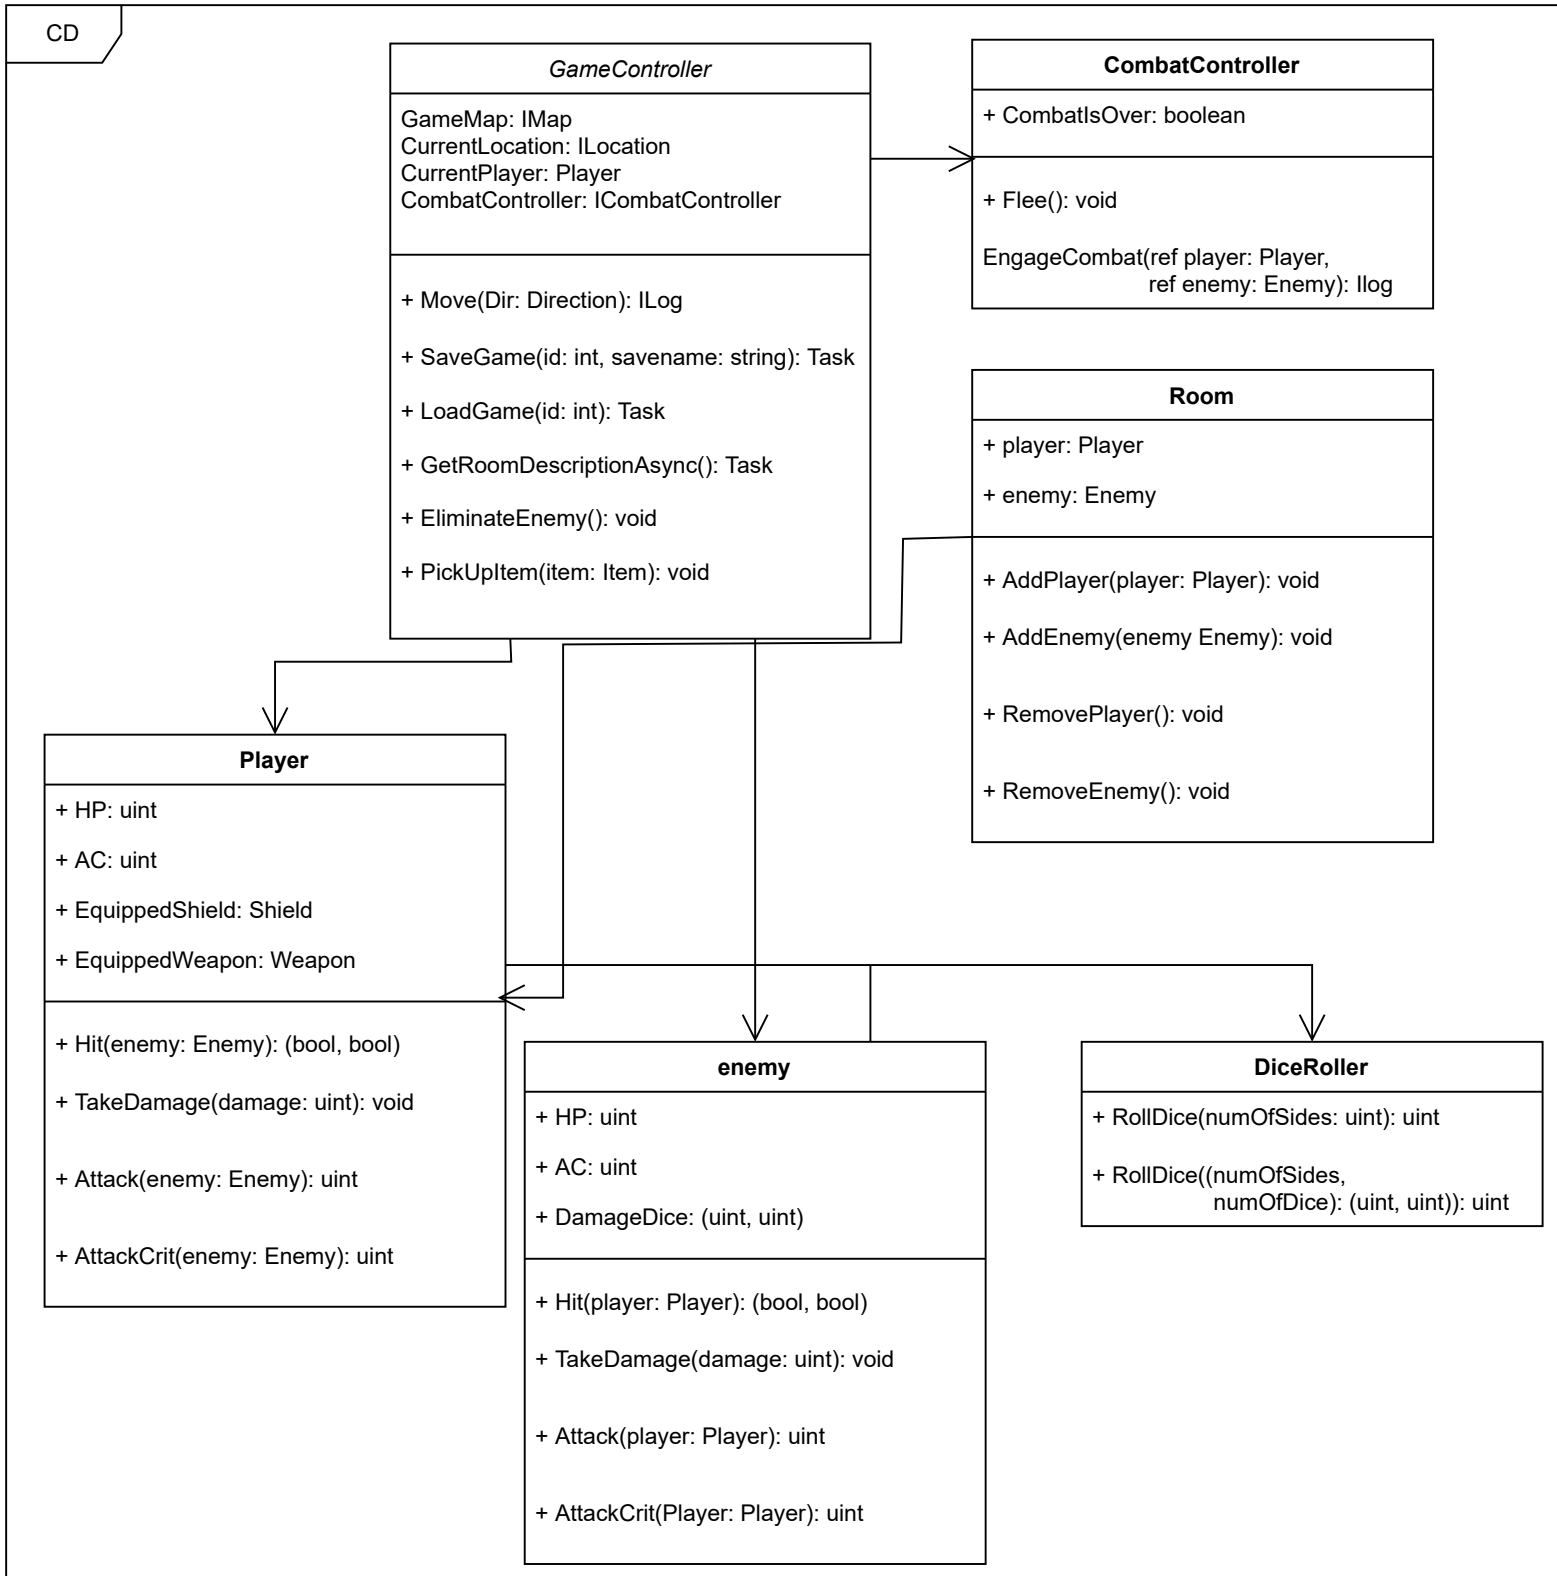 CD
GameController
GameMap: IMap
CurrentLocation: ILocation
CurrentPlayer: Player
CombatController: ICombatController
+ Move(Dir: Direction): ILog
+ SaveGame(id: int, savename: string): Task
+ LoadGame(id: int): Task
+ GetRoomDescriptionAsync(): Task
+ EliminateEnemy(): void
+ PickUpItem(item: Item): void
CombatController
+ CombatIsOver: boolean
+ Flee(): void
EngageCombat(ref player: Player,
ref enemy: Enemy): Ilog
Room
+ player: Player
+ enemy: Enemy
+ AddPlayer(player: Player): void
+ AddEnemy(enemy Enemy): void
+ RemovePlayer(): void
+ RemoveEnemy(): void
Player
+ HP: uint
+ AC: uint
+ EquippedShield: Shield
+ EquippedWeapon: Weapon
+ Hit(enemy: Enemy): (bool, bool)
+ TakeDamage(damage: uint): void
+ Attack(enemy: Enemy): uint
+ AttackCrit(enemy: Enemy): uint
enemy
+ HP: uint
+ AC: uint
+ DamageDice: (uint, uint)
+ Hit(player: Player): (bool, bool)
+ TakeDamage(damage: uint): void
+ Attack(player: Player): uint
+ AttackCrit(Player: Player): uint
DiceRoller
+ RollDice(numOfSides: uint): uint
+ RollDice((numOfSides,
numOfDice): (uint, uint)): uint